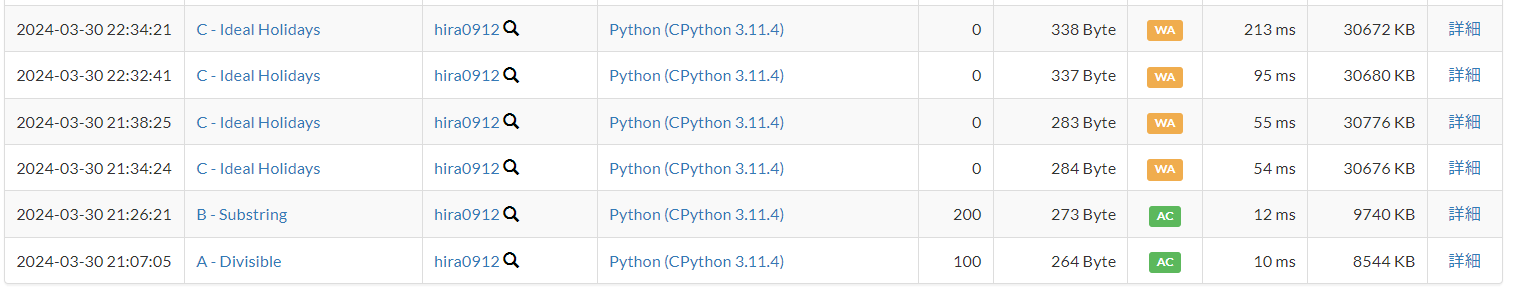 2024-03-30 22:34:21 C - Ideal Holidays hira0912 Python (CPython 3.11.4) 0 338 Byte WA 213 ms 30672 KB 詳細
2024-03-30 22:32:41 C - Ideal Holidays hira0912 Python (CPython 3.11.4) 0 337 Byte WA 95 ms 30680 KB 詳細
2024-03-30 21:38:25 C - Ideal Holidays hira0912 Python (CPython 3.11.4) 0 283 Byte WA 55 ms 30776 KB 詳細
2024-03-30 21:34:24 C - Ideal Holidays hira0912 Python (CPython 3.11.4) 0 284 Byte WA 54 ms 30676 KB 詳細
2024-03-30 21:26:21 B - Substring hira0912 Python (CPython 3.11.4) 200 273 Byte AC 12 ms 9740 KB 詳細
2024-03-30 21:07:05 A - Divisible hira0912 Python (CPython 3.11.4) 100 264 Byte AC 10 ms 8544 KB 詳細